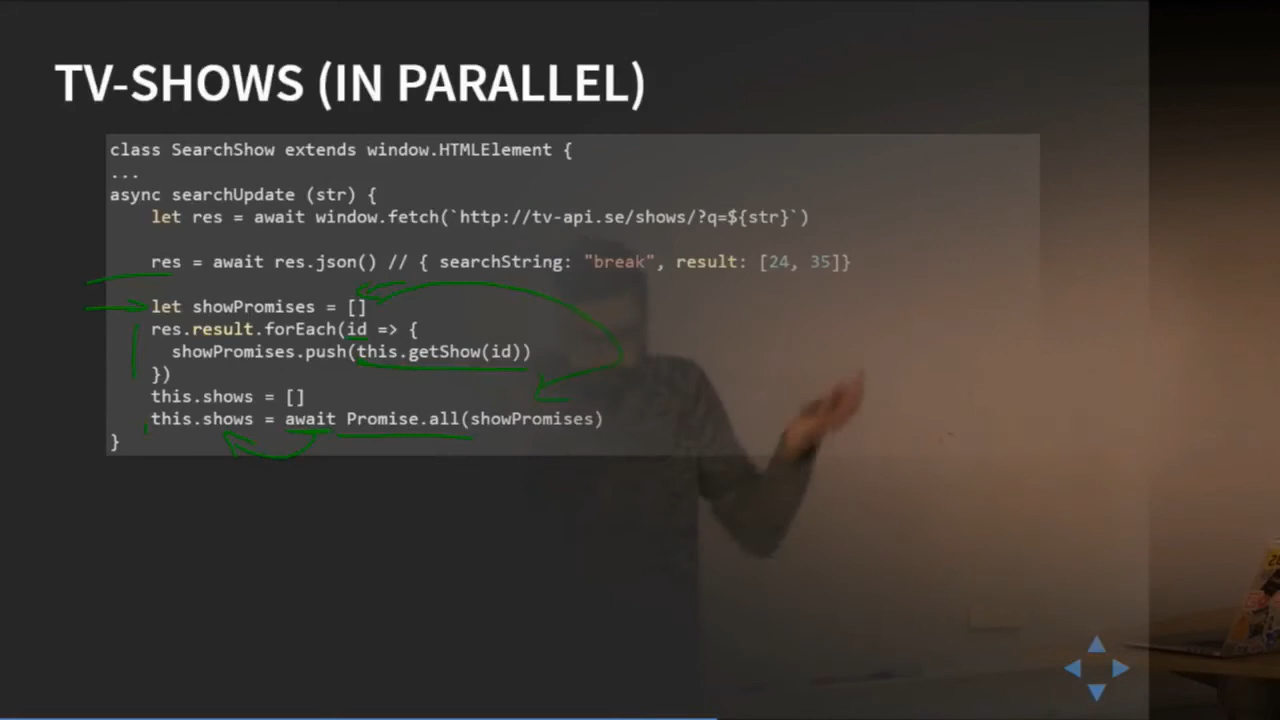 TV-SHOWS (IN PARALLEL)
class SearchShow extends window.HTMLElement {
...
async searchUpdate (str) {
let res = await window.fetch(`http://tv-api.se/shows/?q=${str}`)
res = await res.json() // { searchString: "break", result: [24, 35]}
let showPromises = []
res.result.forEach(id => {
showPromises.push(this.getShow(id))
})
this.shows = []
this.shows = await Promise.all(showPromises)
}